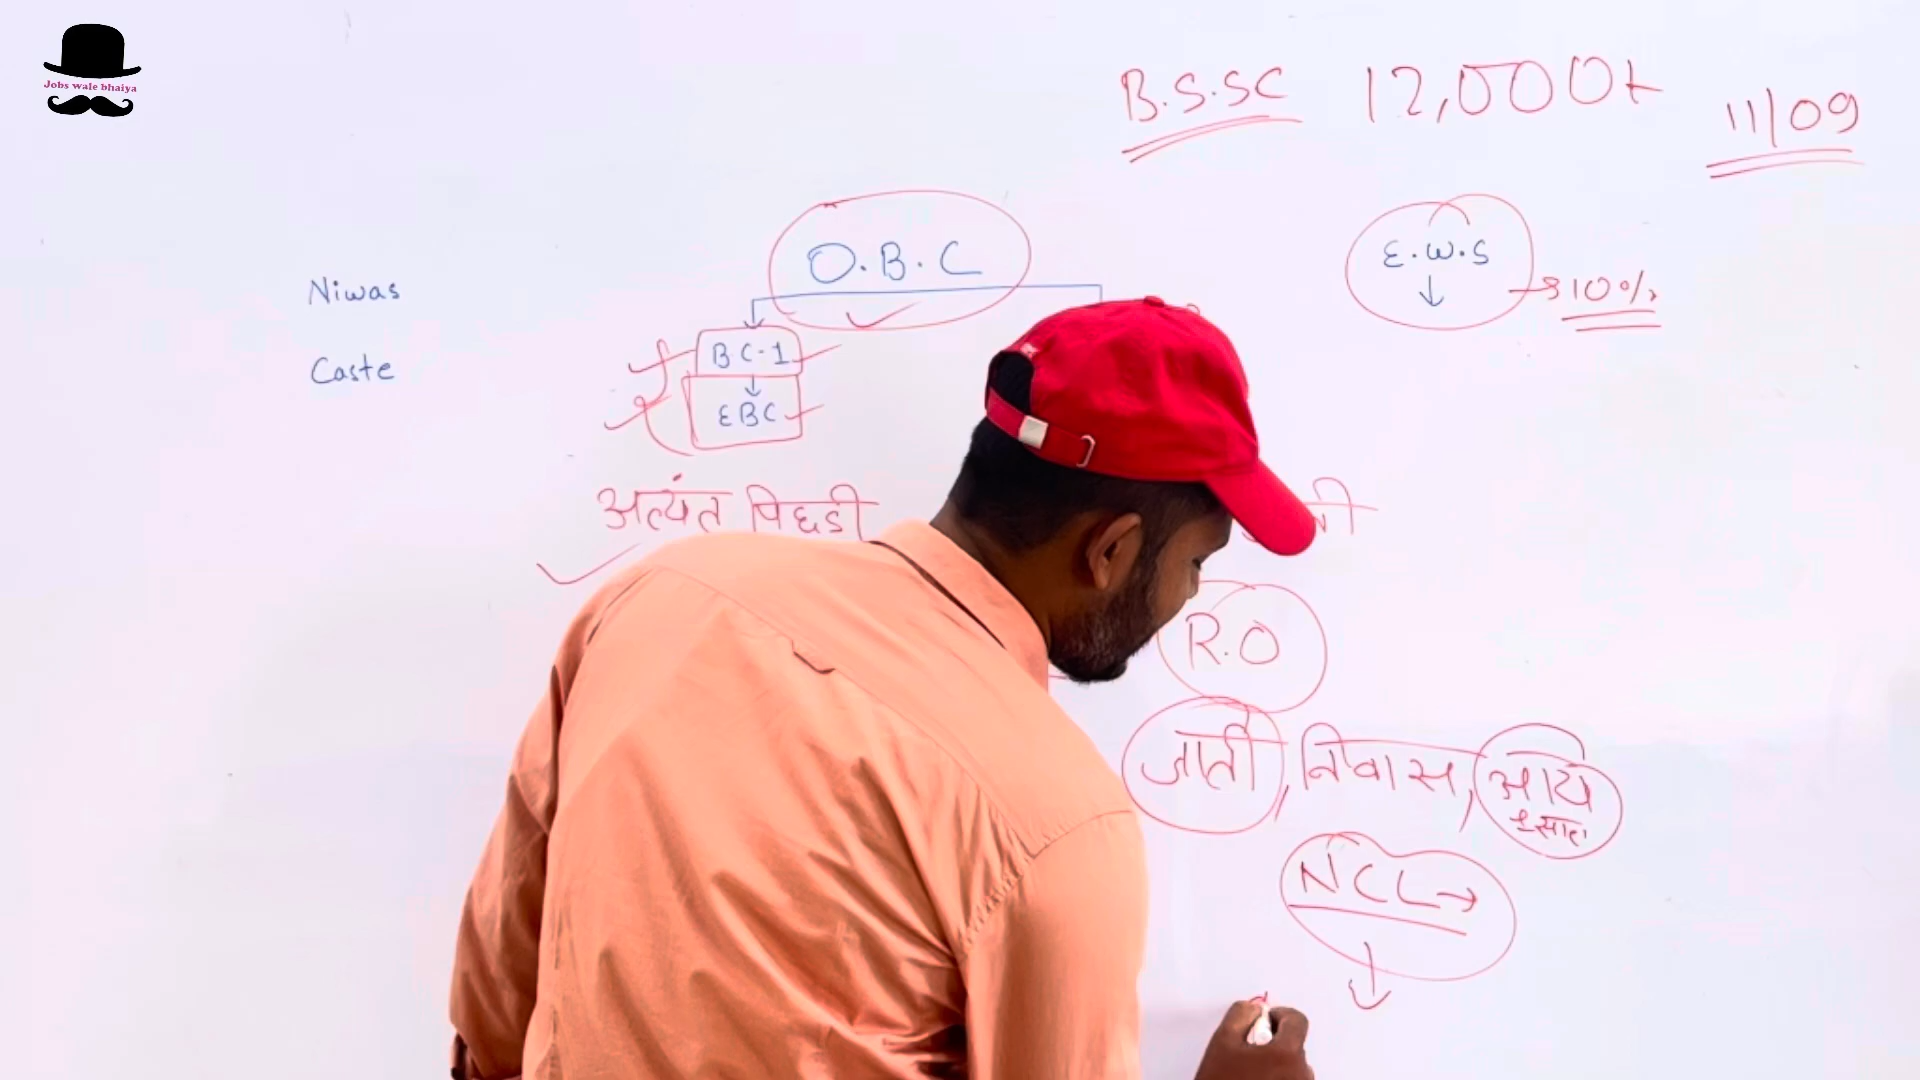 Jobs wale bhaiya
B.S.SC 12,000+ 11/09
O.B.C
E.W.S
10%
Niwas
BC-1
Caste
EBC
अत्यंत पिछडी
R.O
जाती, निवास, आय
NCL→